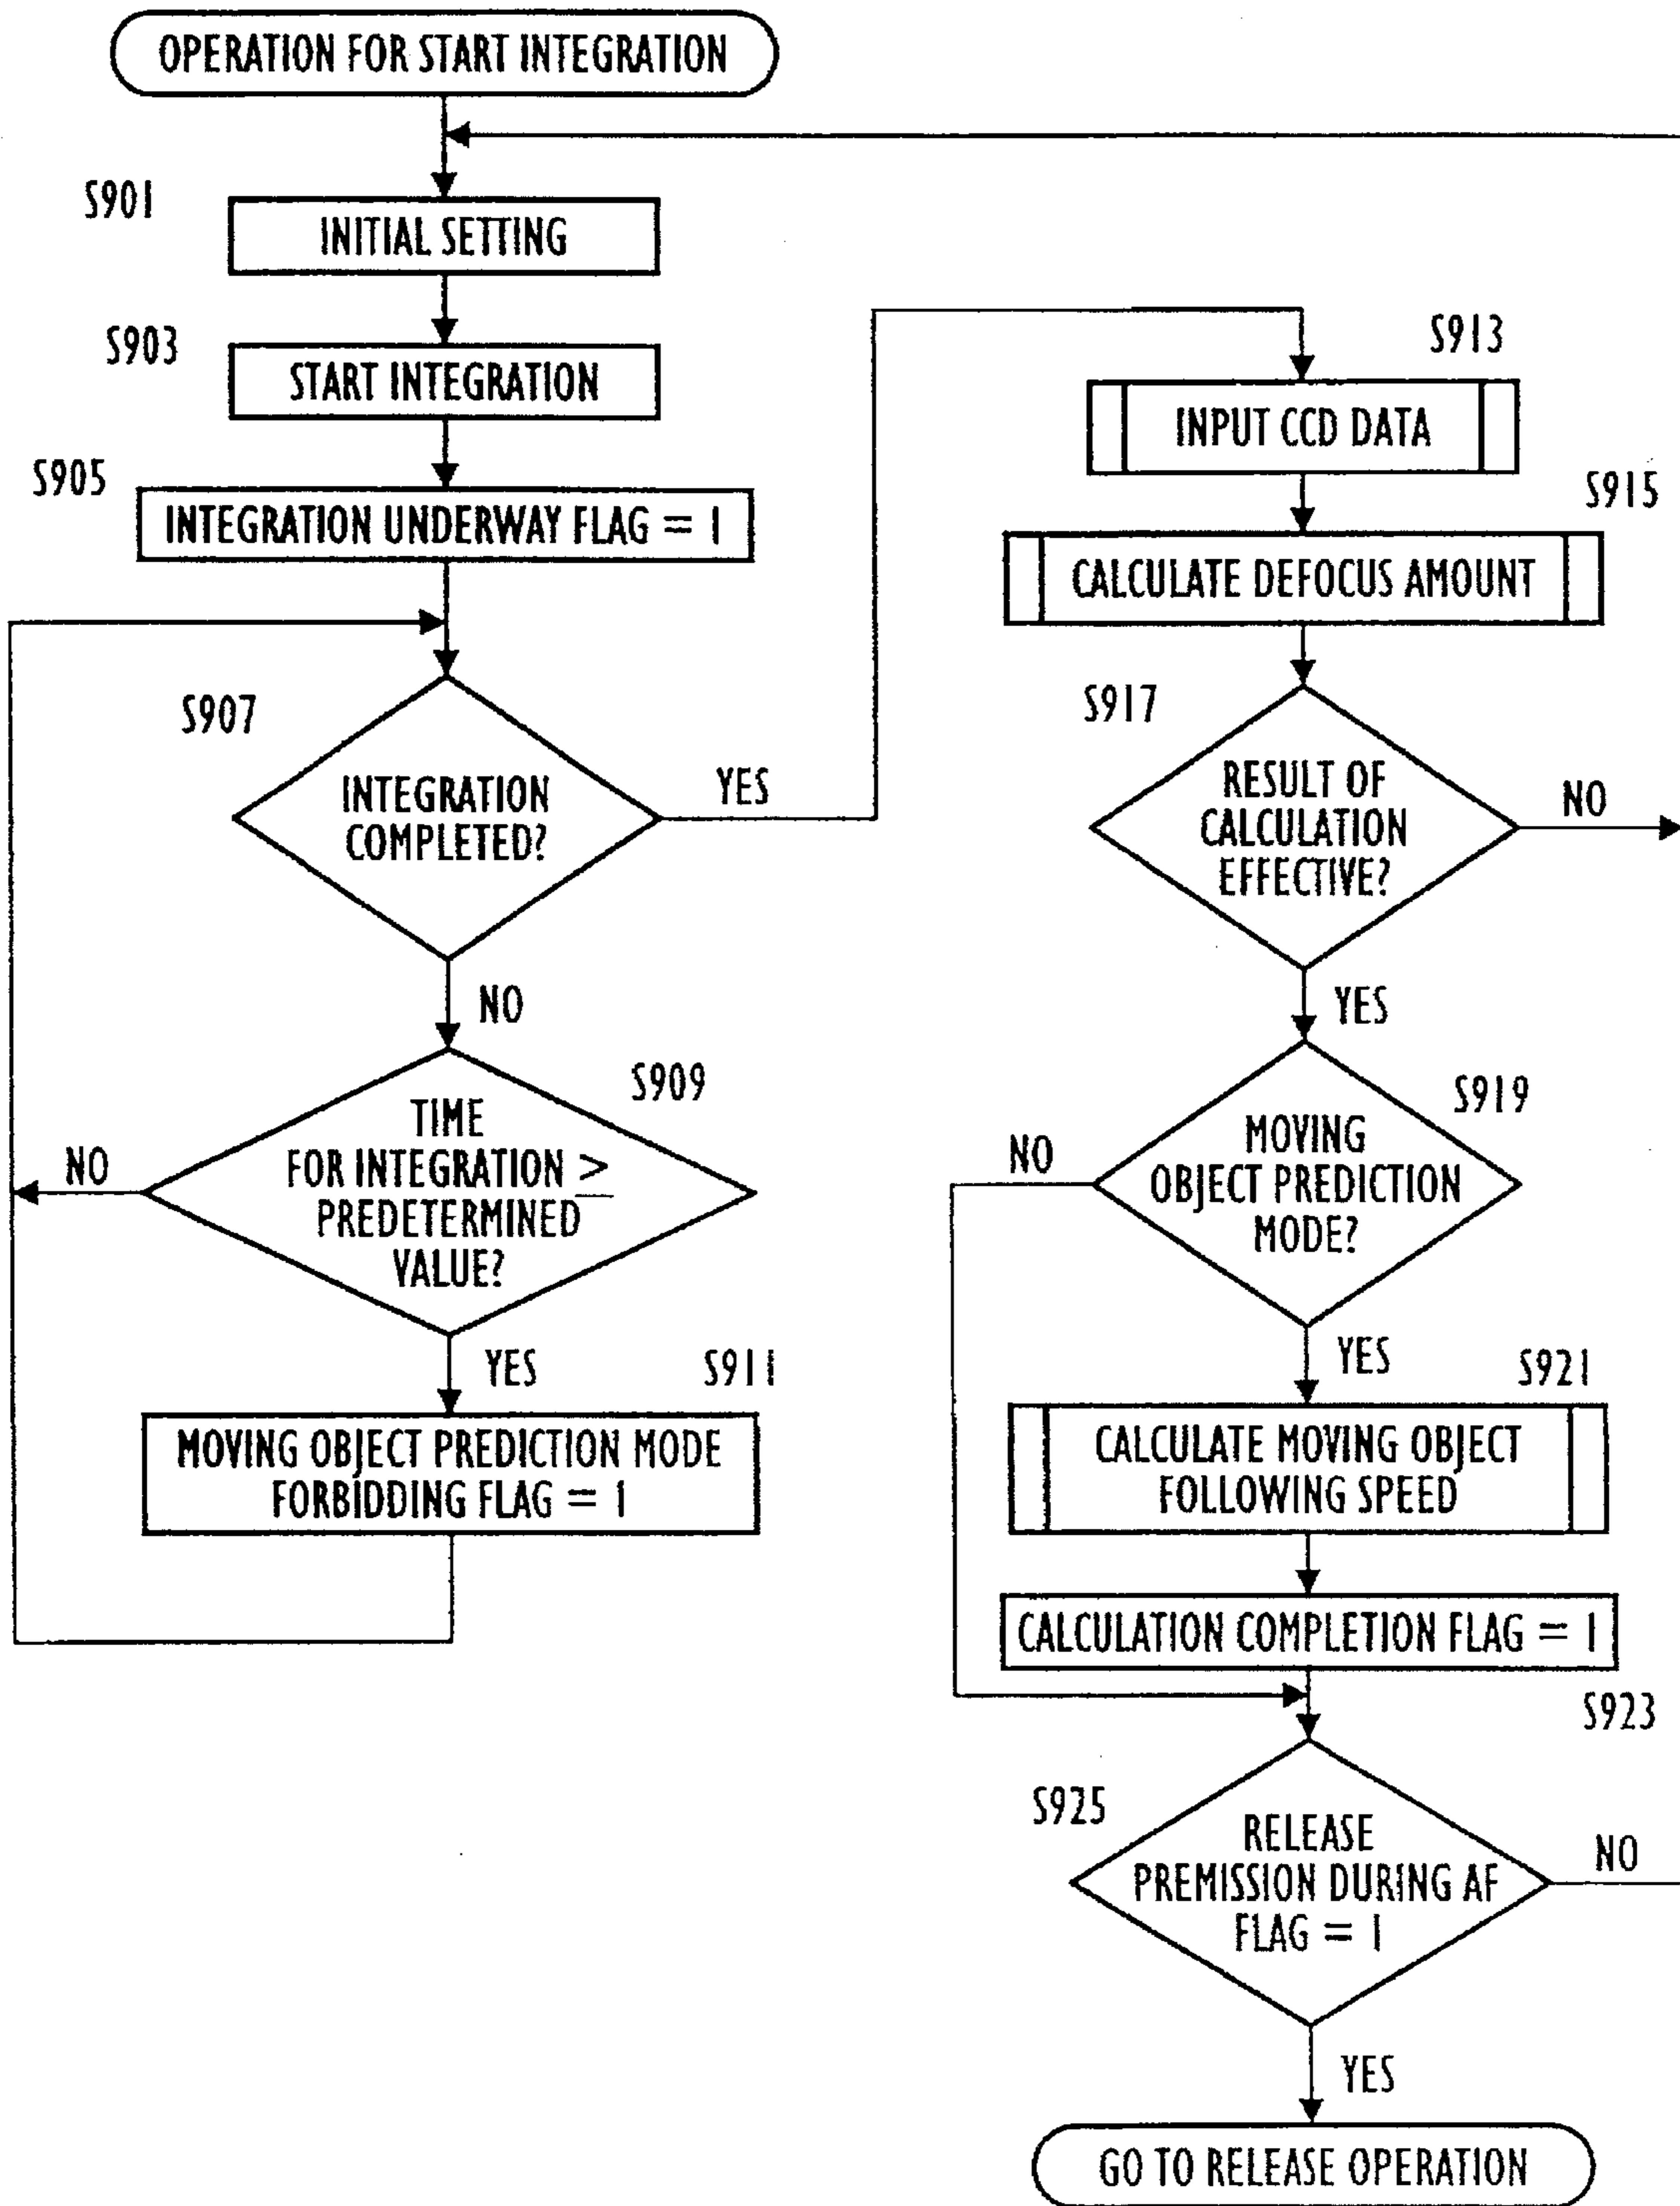 OPERATION FOR START INTEGRATION
S901
INITIAL SETTING
S903
START INTEGRATION
S905
INTEGRATION UNDERWAY FLAG = 1
S907
INTEGRATION
COMPLETED?
YES
NO
S909
TIME
FOR INTEGRATION ≥
PREDETERMINED
VALUE?
NO
YES
S911
MOVING OBJECT PREDICTION MODE
FORBIDDING FLAG = 1
S913
INPUT CCD DATA
S915
CALCULATE DEFOCUS AMOUNT
S917
RESULT OF
CALCULATION
EFFECTIVE?
NO
YES
S919
MOVING
OBJECT PREDICTION
MODE?
NO
YES
S921
CALCULATE MOVING OBJECT
FOLLOWING SPEED
CALCULATION COMPLETION FLAG = 1
S923
S925
RELEASE
PREMISSION DURING AF
FLAG = 1
NO
YES
GO TO RELEASE OPERATION